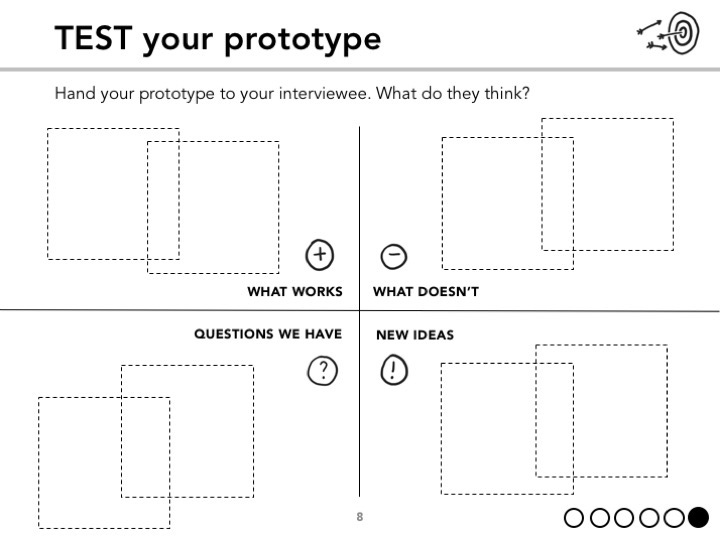 TEST your prototype
Hand your prototype to your interviewee. What do they think?
+
−
WHAT WORKS
WHAT DOESN’T
QUESTIONS WE HAVE
NEW IDEAS
?
!
8